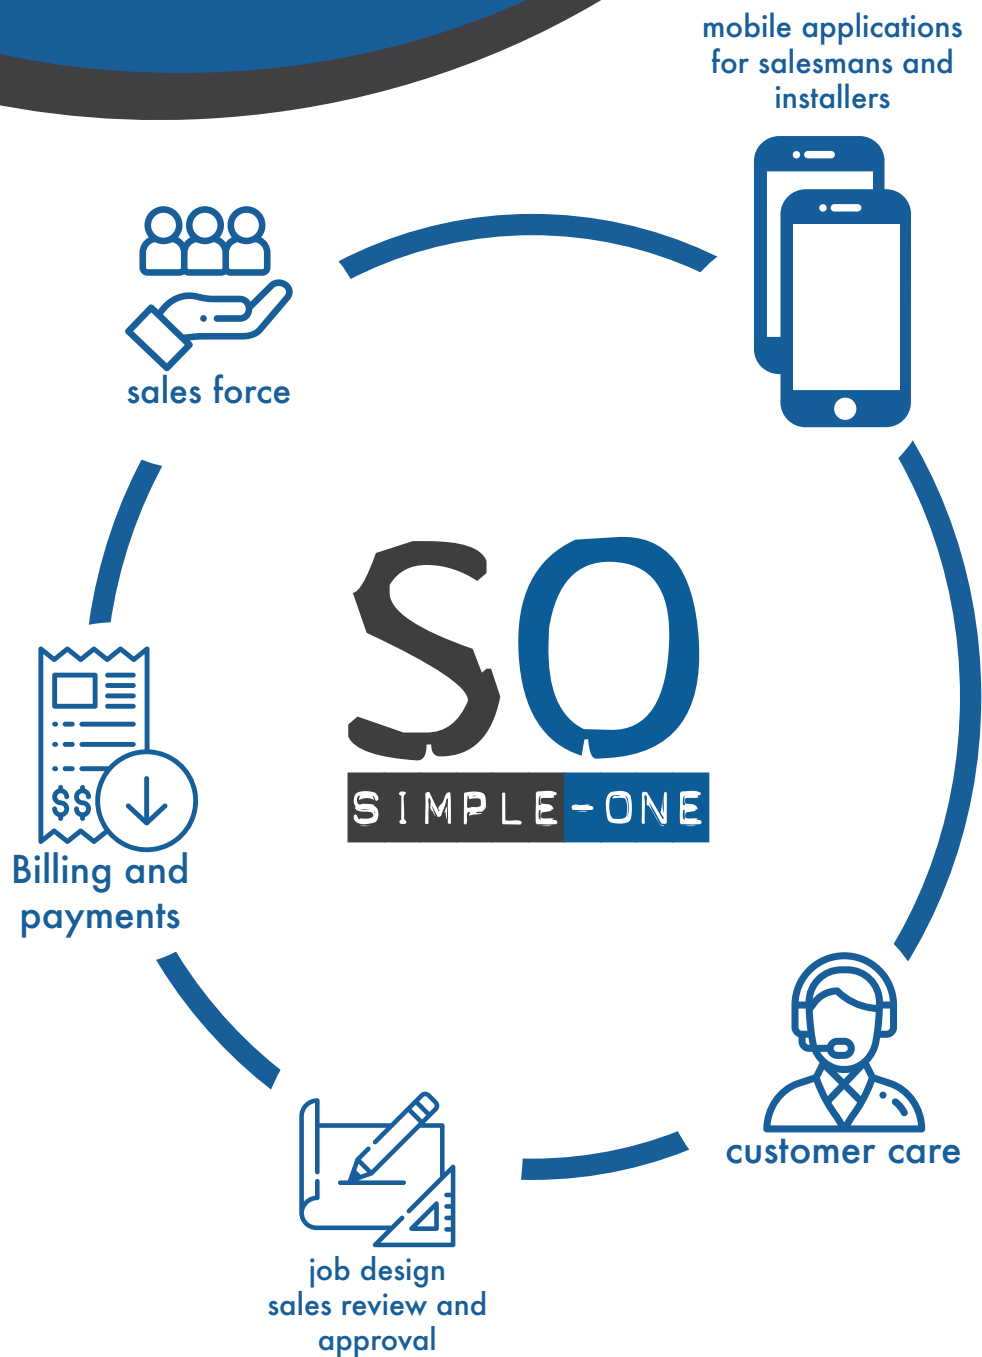 mobile applications
for salesmans and
installers
sales force
SO
SIMPLE-ONE
$$
Billing and
payments
customer care
job design
sales review and
approval